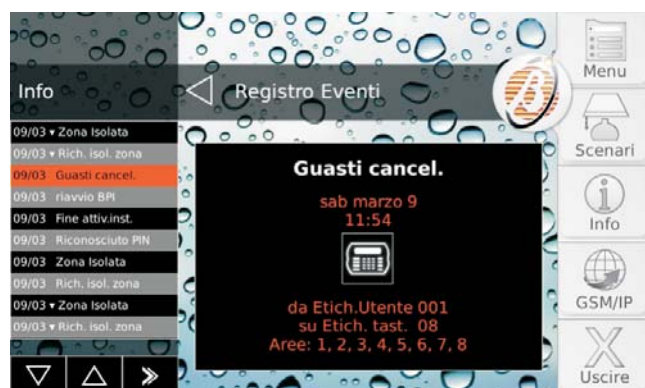 Info
Registro Eventi
09/03 ▾ Zona Isolata
09/03 ▾ Rich. isol. zona
09/03 Guasti cancel.
09/03 riavvio BPI
09/03 Fine attiv.inst.
09/03 Riconosciuto PIN
09/03 Zona Isolata
09/03 Rich. isol. zona
09/03 ▾ Zona Isolata
09/03 ▾ Rich. isol. zona
Guasti cancel.
sab marzo 9
11:54
da Etich.Utente 001
su Etich. tast. 08
Aree: 1, 2, 3, 4, 5, 6, 7, 8
Menu
Scenari
Info
GSM/IP
Uscire